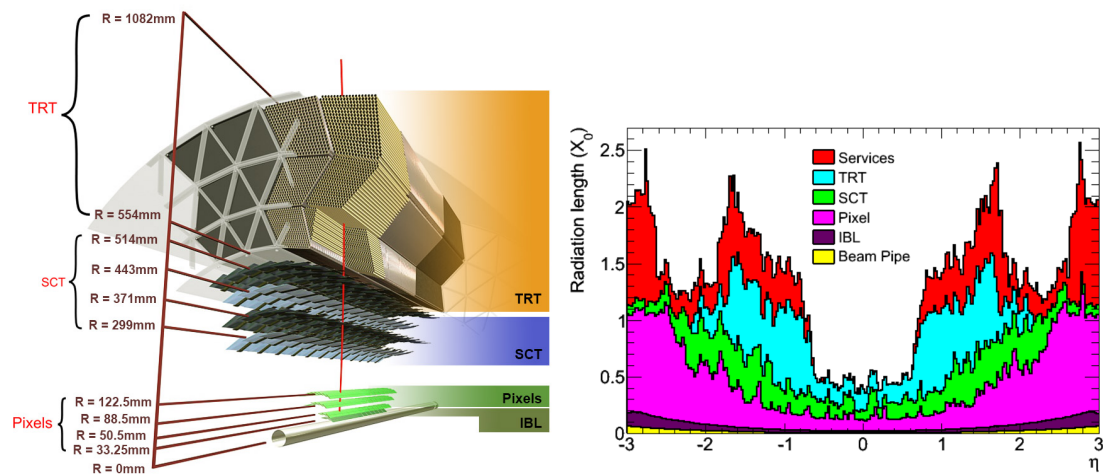 R = 1082mm
TRT
R = 554mm
R = 514mm
SCT
R = 443mm
R = 371mm
R = 299mm
R = 122.5mm
R = 88.5mm
Pixels
R = 50.5mm
R = 33.25mm
R = 0mm
TRT
SCT
Pixels
IBL
Radiation length (X0)
2.5
2
1.5
1
0.5
0
Services
TRT
SCT
Pixel
IBL
Beam Pipe
-3 -2 -1 0 1 2 3
η